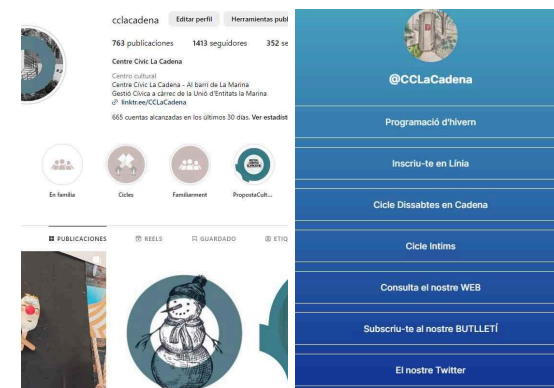 cclacadena
Editar perfil
Herramientas publ
763 publicaciones
1413 seguidores
352 se
Centre Cívic La Cadena
Centro cultural
Centre Cívic La Cadena - Al barri de La Marina
Gestió Cívica a càrrec de la Unió d'Entitats la Marina
linktr.ee/CCLaCadena
665 cuentas alcanzadas en los últimos 30 días. Ver estadíst
En família
Cicles
Familiarment
PropostaCult...
PUBLICACIONES
REELS
GUARDADO
ETIQ
@CCLaCadena
Programació d'hivern
Inscriu-te en Línia
Cicle Dissabtes en Cadena
Cicle Intims
Consulta el nostre WEB
Subscriu-te al nostre BUTLLETÍ
El nostre Twitter